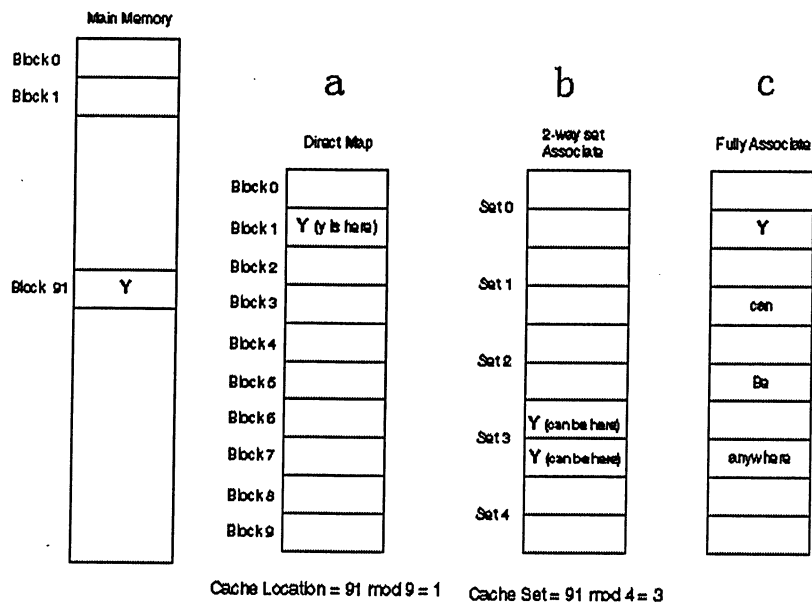 Main Memory
Block 0
Block 1
Block 91
Y
a
Direct Map
Block 0
Block 1
Y (y is here)
Block 2
Block 3
Block 4
Block 5
Block 6
Block 7
Block 8
Block 9
Cache Location = 91 mod 9 = 1
b
2-way set
Associate
Set 0
Set 1
Set 2
Set 3
Y (can be here)
Y (can be here)
Set 4
Cache Set = 91 mod 4 = 3
c
Fully Associate
Y
can
Be
anywhere